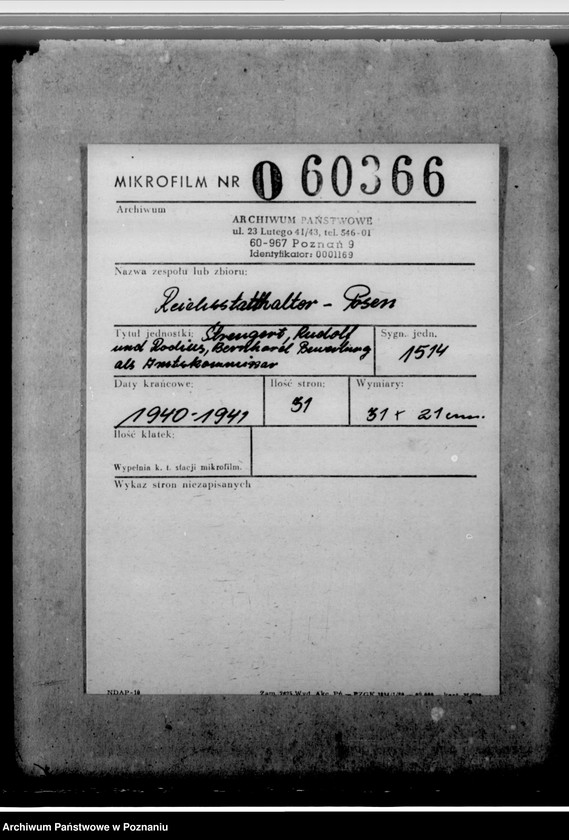 MIKROFILM NR O 60366
Archiwum
ARCHIWUM PAŃSTWOWE
ul. 23 Lutego 41/43, tel. 546-01
60-967 Poznań 9
Identyfikator: 0001169
Nazwa zespołu lub zbioru:
Reichsstatthalter - Posen
Tytuł jednostki: Strengert, Rudolf
und Rodius, Bernhard Bewerbung
als Amtskommissar
Sygn. jedn.
1514
Daty krańcowe:
1940-1941
Ilość stron:
31
Wymiary:
31 x 21 cm.
Ilość klatek:
Wypełnia k. t. stacji mikrofilm.
Wykaz stron niezapisanych
NDAP-18
Archiwum Państwowe w Poznaniu